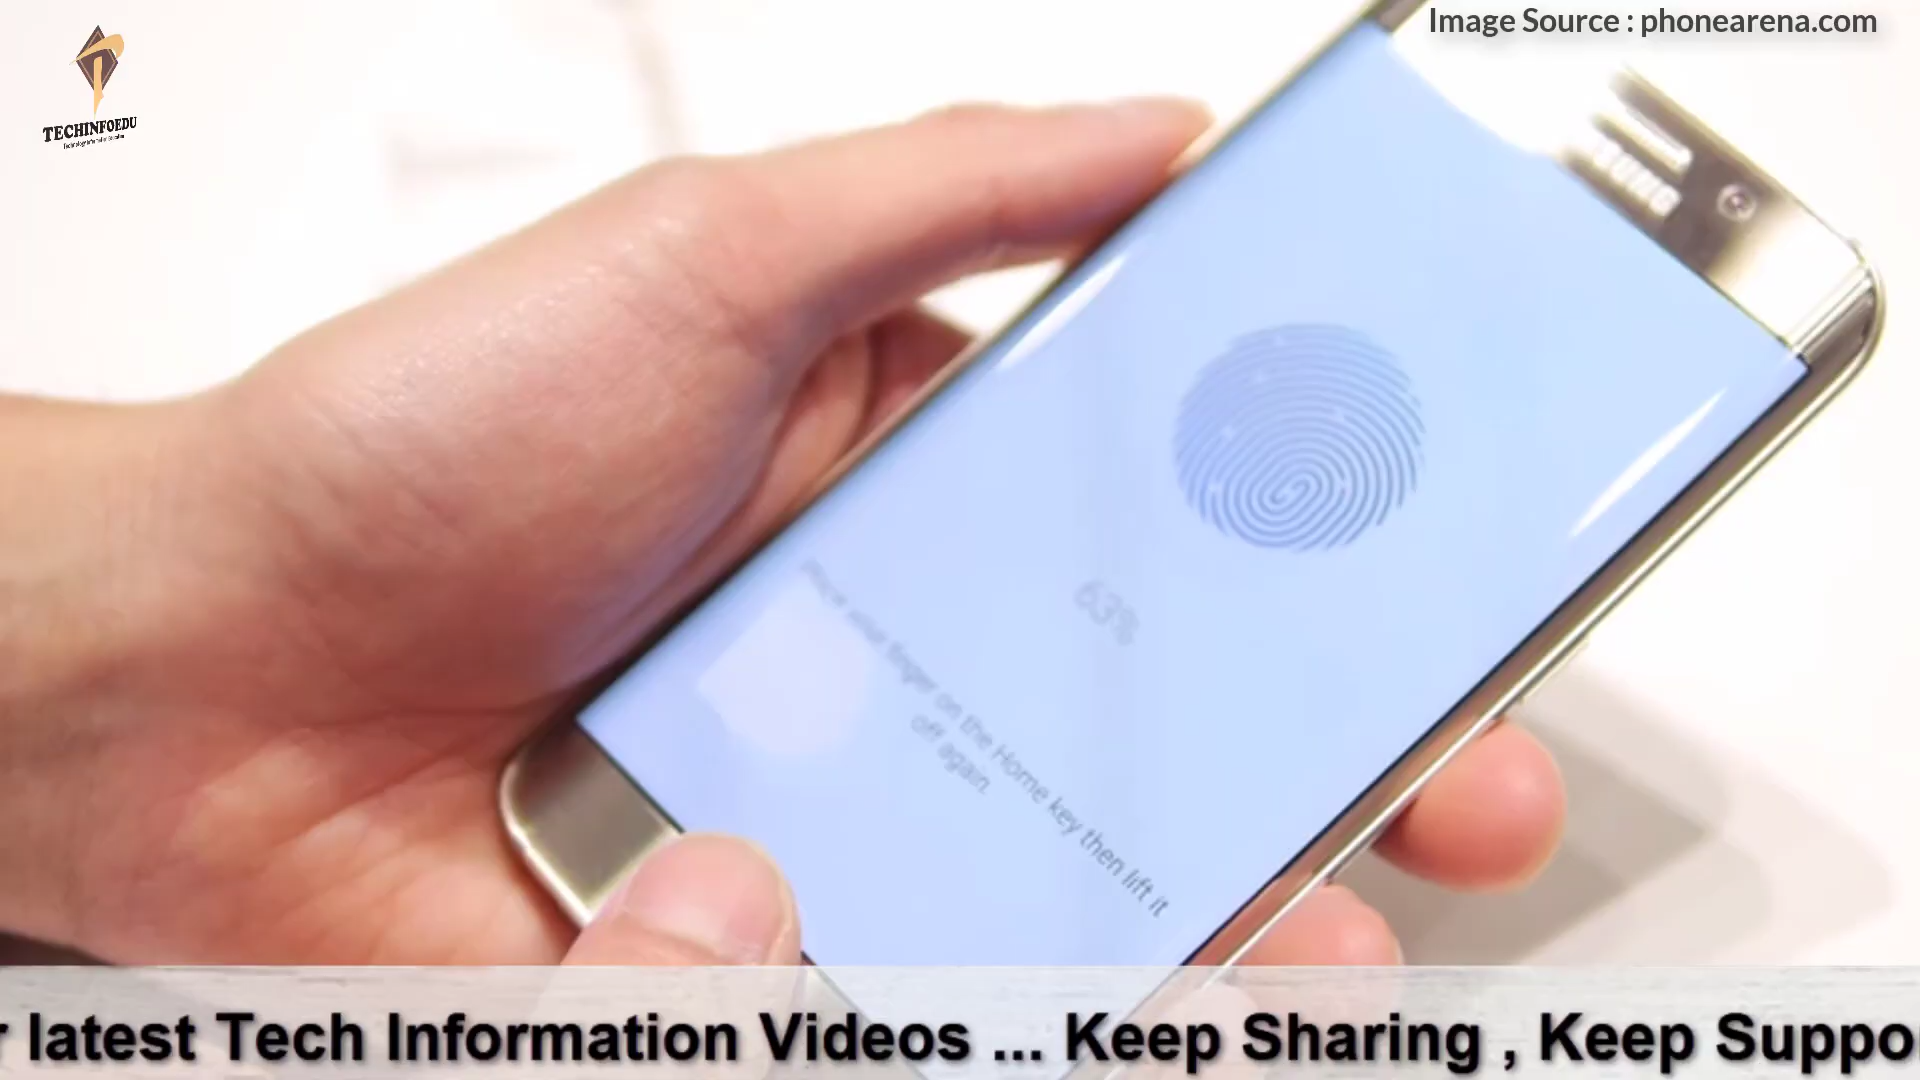 Image Source : phonearena.com
TECHINFOEDU
63%
Place your finger on the Home key then lift it
off again.
r latest Tech Information Videos ... Keep Sharing , Keep Suppo